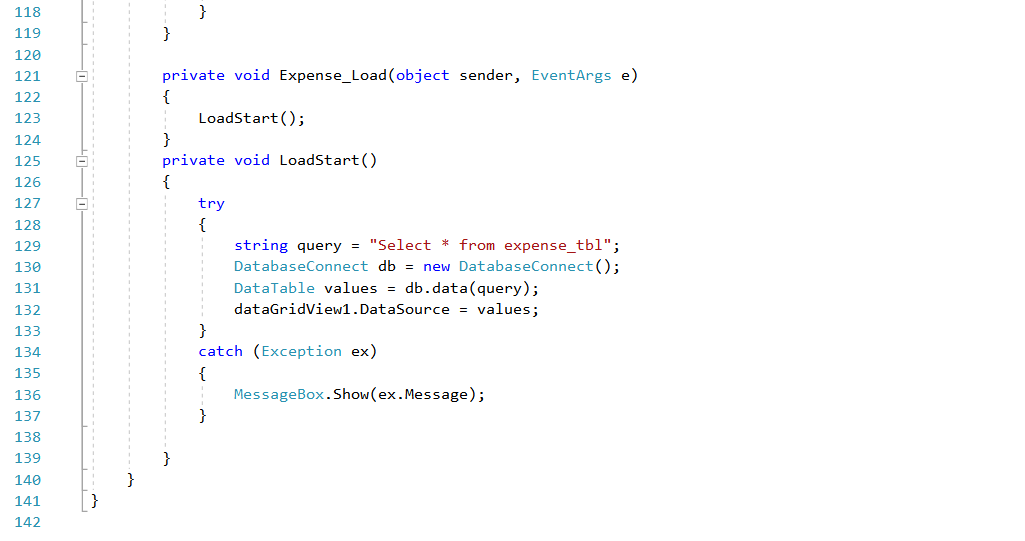 118 }
119 }
120
121 private void Expense_Load(object sender, EventArgs e)
122 {
123 LoadStart();
124 }
125 private void LoadStart()
126 {
127 try
128 {
129 string query = "Select * from expense_tbl";
130 DatabaseConnect db = new DatabaseConnect();
131 DataTable values = db.data(query);
132 dataGridView1.DataSource = values;
133 }
134 catch (Exception ex)
135 {
136 MessageBox.Show(ex.Message);
137 }
138
139 }
140 }
141 }
142